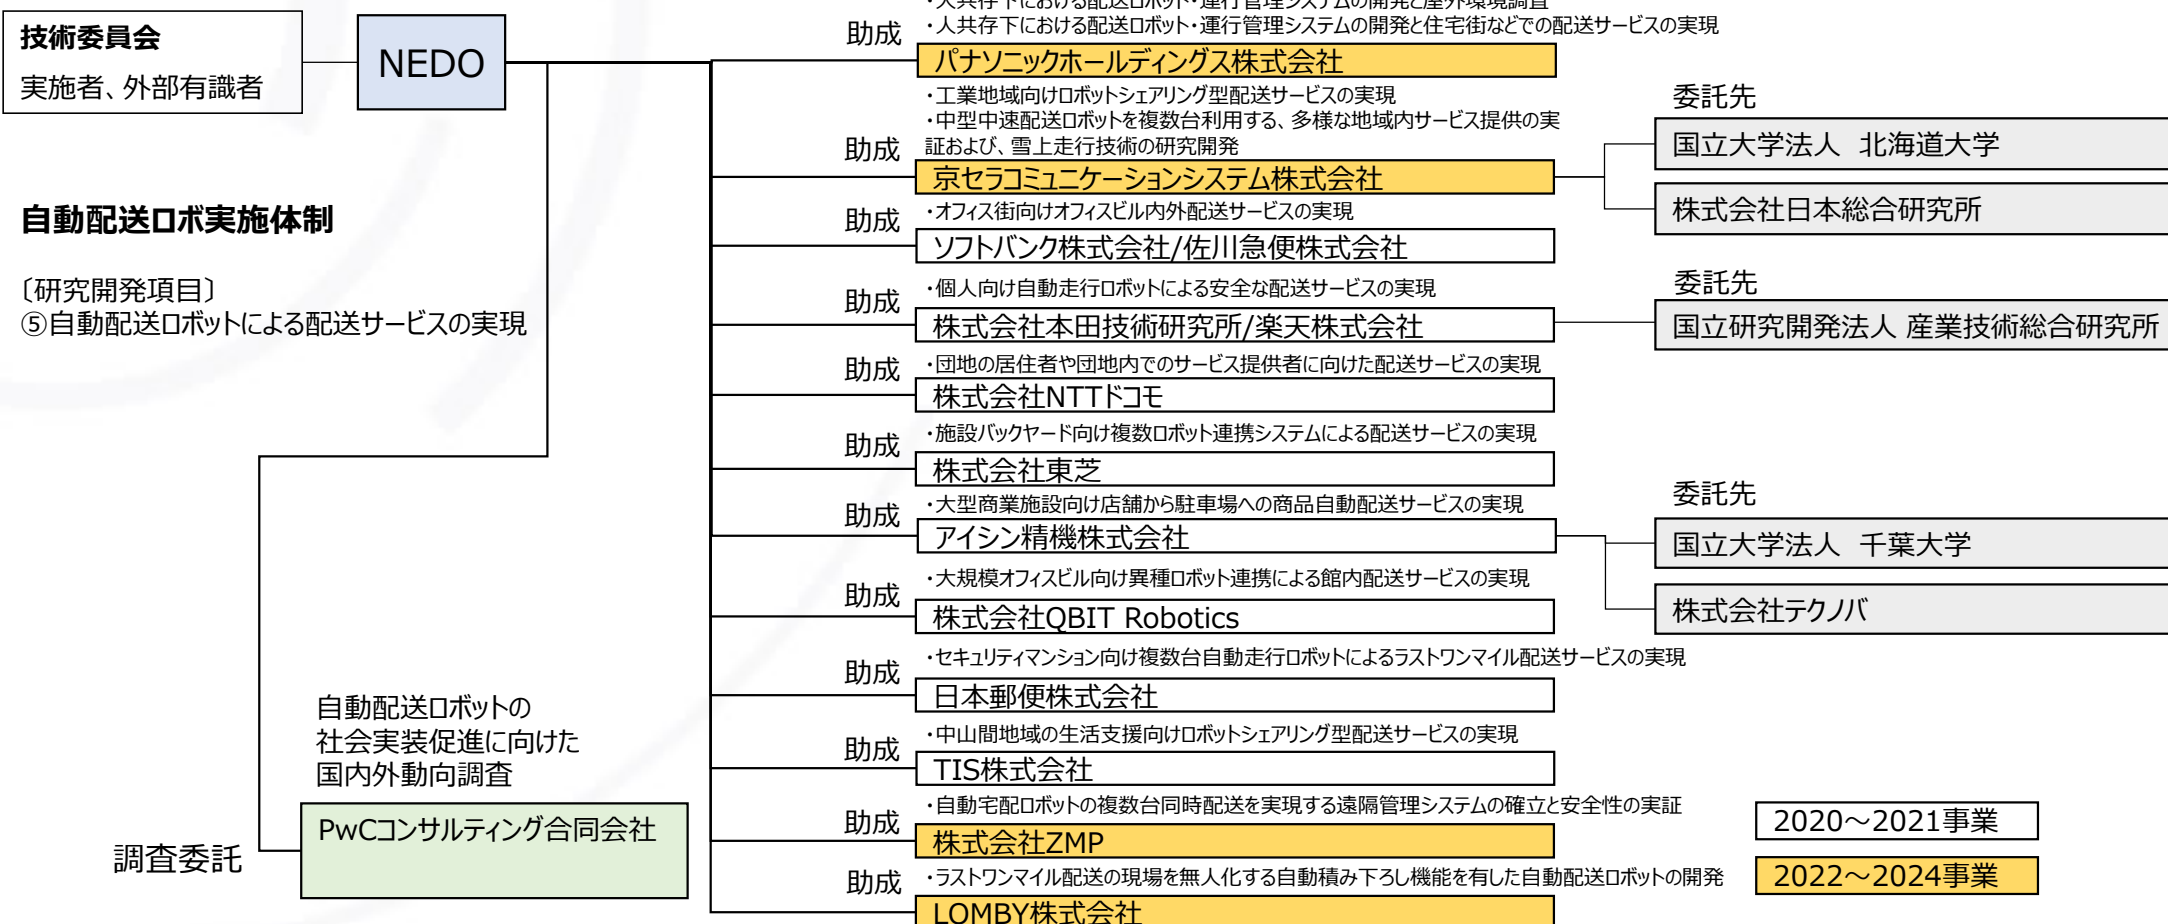 ・人共存下における配送ロボット・運行管理システムの開発と屋外環境調査
・人共存下における配送ロボット・運行管理システムの開発と住宅街などでの配送サービスの実現
技術委員会
実施者、外部有識者
NEDO
助成
パナソニックホールディングス株式会社
・工業地域向けロボットシェアリング型配送サービスの実現
・中型中速配送ロボットを複数台利用する、多様な地域内サービス提供の実
証および、雪上走行技術の研究開発
助成
京セラコミュニケーションシステム株式会社
委託先
国立大学法人 北海道大学
株式会社日本総合研究所
自動配送ロボ実施体制
〔研究開発項目〕
⑤自動配送ロボットによる配送サービスの実現
助成
・オフィス街向けオフィスビル内外配送サービスの実現
ソフトバンク株式会社/佐川急便株式会社
助成
・個人向け自動走行ロボットによる安全な配送サービスの実現
株式会社本田技術研究所/楽天株式会社
委託先
国立研究開発法人 産業技術総合研究所
助成
・団地の居住者や団地内でのサービス提供者に向けた配送サービスの実現
株式会社NTTドコモ
助成
・施設バックヤード向け複数ロボット連携システムによる配送サービスの実現
株式会社東芝
助成
・大型商業施設向け店舗から駐車場への商品自動配送サービスの実現
アイシン精機株式会社
委託先
国立大学法人 千葉大学
株式会社テクノバ
助成
・大規模オフィスビル向け異種ロボット連携による館内配送サービスの実現
株式会社QBIT Robotics
助成
・セキュリティマンション向け複数台自動走行ロボットによるラストワンマイル配送サービスの実現
日本郵便株式会社
助成
・中山間地域の生活支援向けロボットシェアリング型配送サービスの実現
TIS株式会社
助成
・自動宅配ロボットの複数台同時配送を実現する遠隔管理システムの確立と安全性の実証
株式会社ZMP
助成
・ラストワンマイル配送の現場を無人化する自動積み下ろし機能を有した自動配送ロボットの開発
LOMBY株式会社
自動配送ロボットの
社会実装促進に向けた
国内外動向調査
PwCコンサルティング合同会社
調査委託
2020～2021事業
2022～2024事業